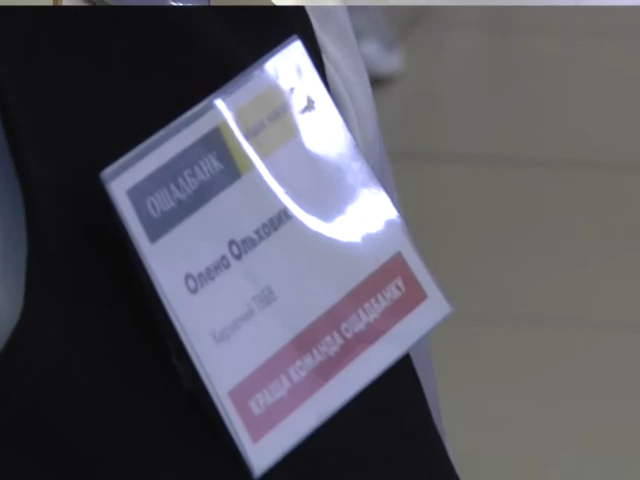 ОЩАДБАНК
Олена Ольховик
Керуючий ТВБВ
КРАЩА КОМАНДА ОЩАДБАНКУ